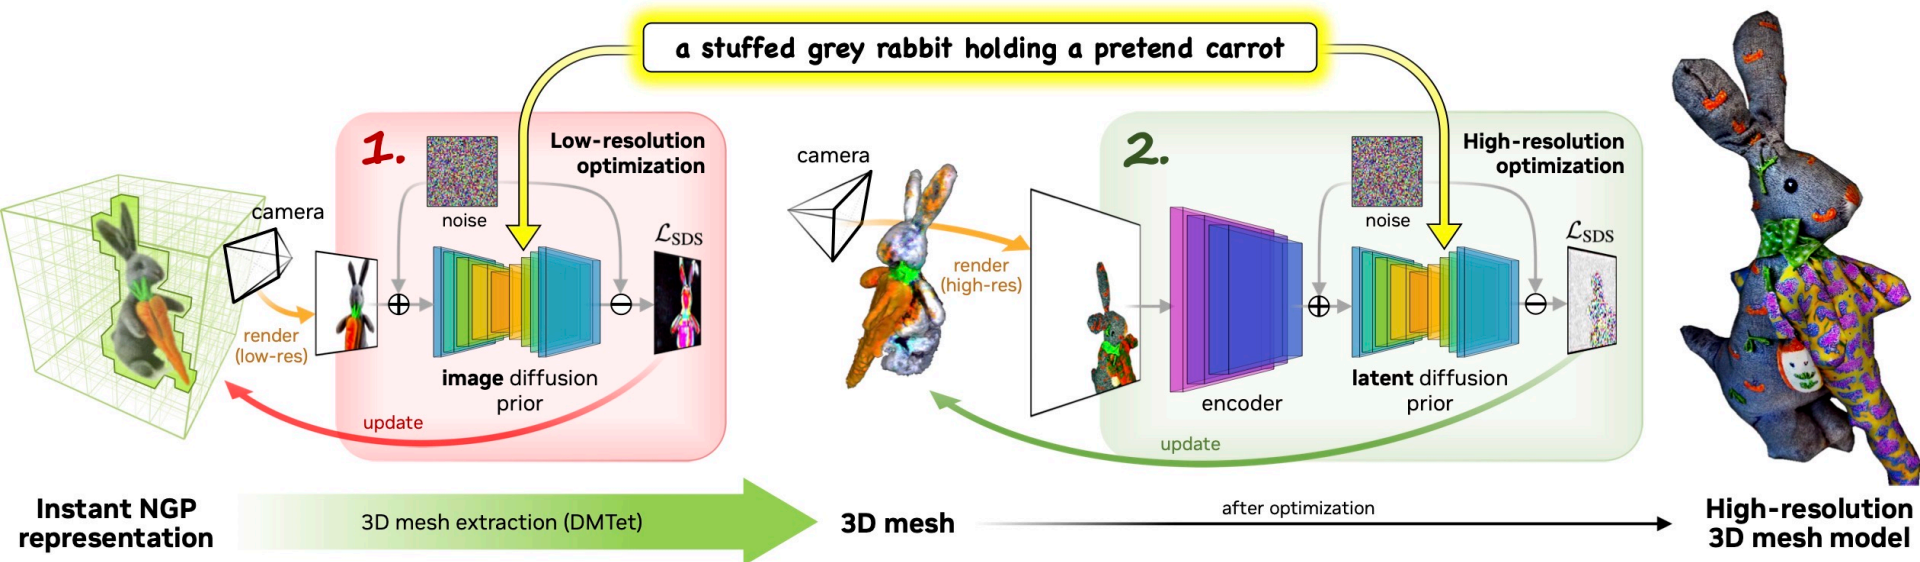 a stuffed grey rabbit holding a pretend carrot
1.
Low-resolution
optimization
noise
camera
render
(low-res)
ℒSDS
image diffusion
prior
update
camera
render
(high-res)
2.
High-resolution
optimization
noise
ℒSDS
encoder
latent diffusion
prior
update
Instant NGP
representation
3D mesh extraction (DMTet)
3D mesh
after optimization
High-resolution
3D mesh model